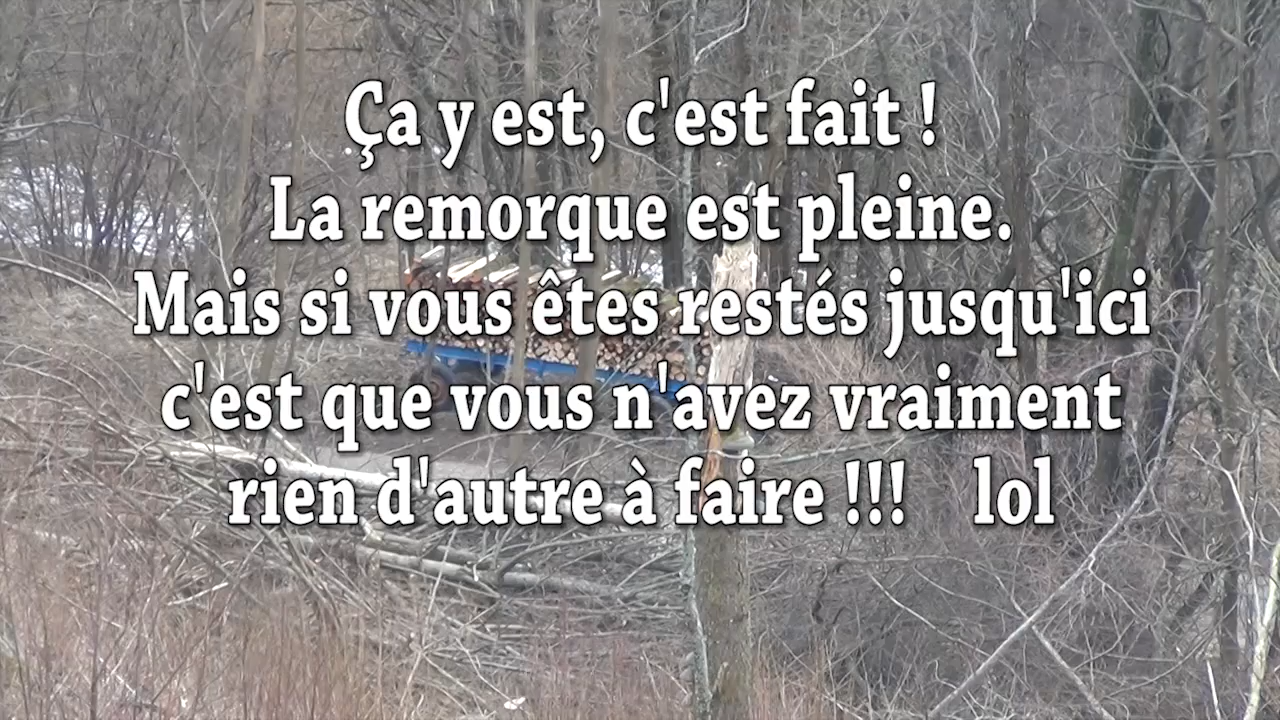 Ça y est, c'est fait !
La remorque est pleine.
Mais si vous êtes restés jusqu'ici
c'est que vous n'avez vraiment
rien d'autre à faire !!! lol